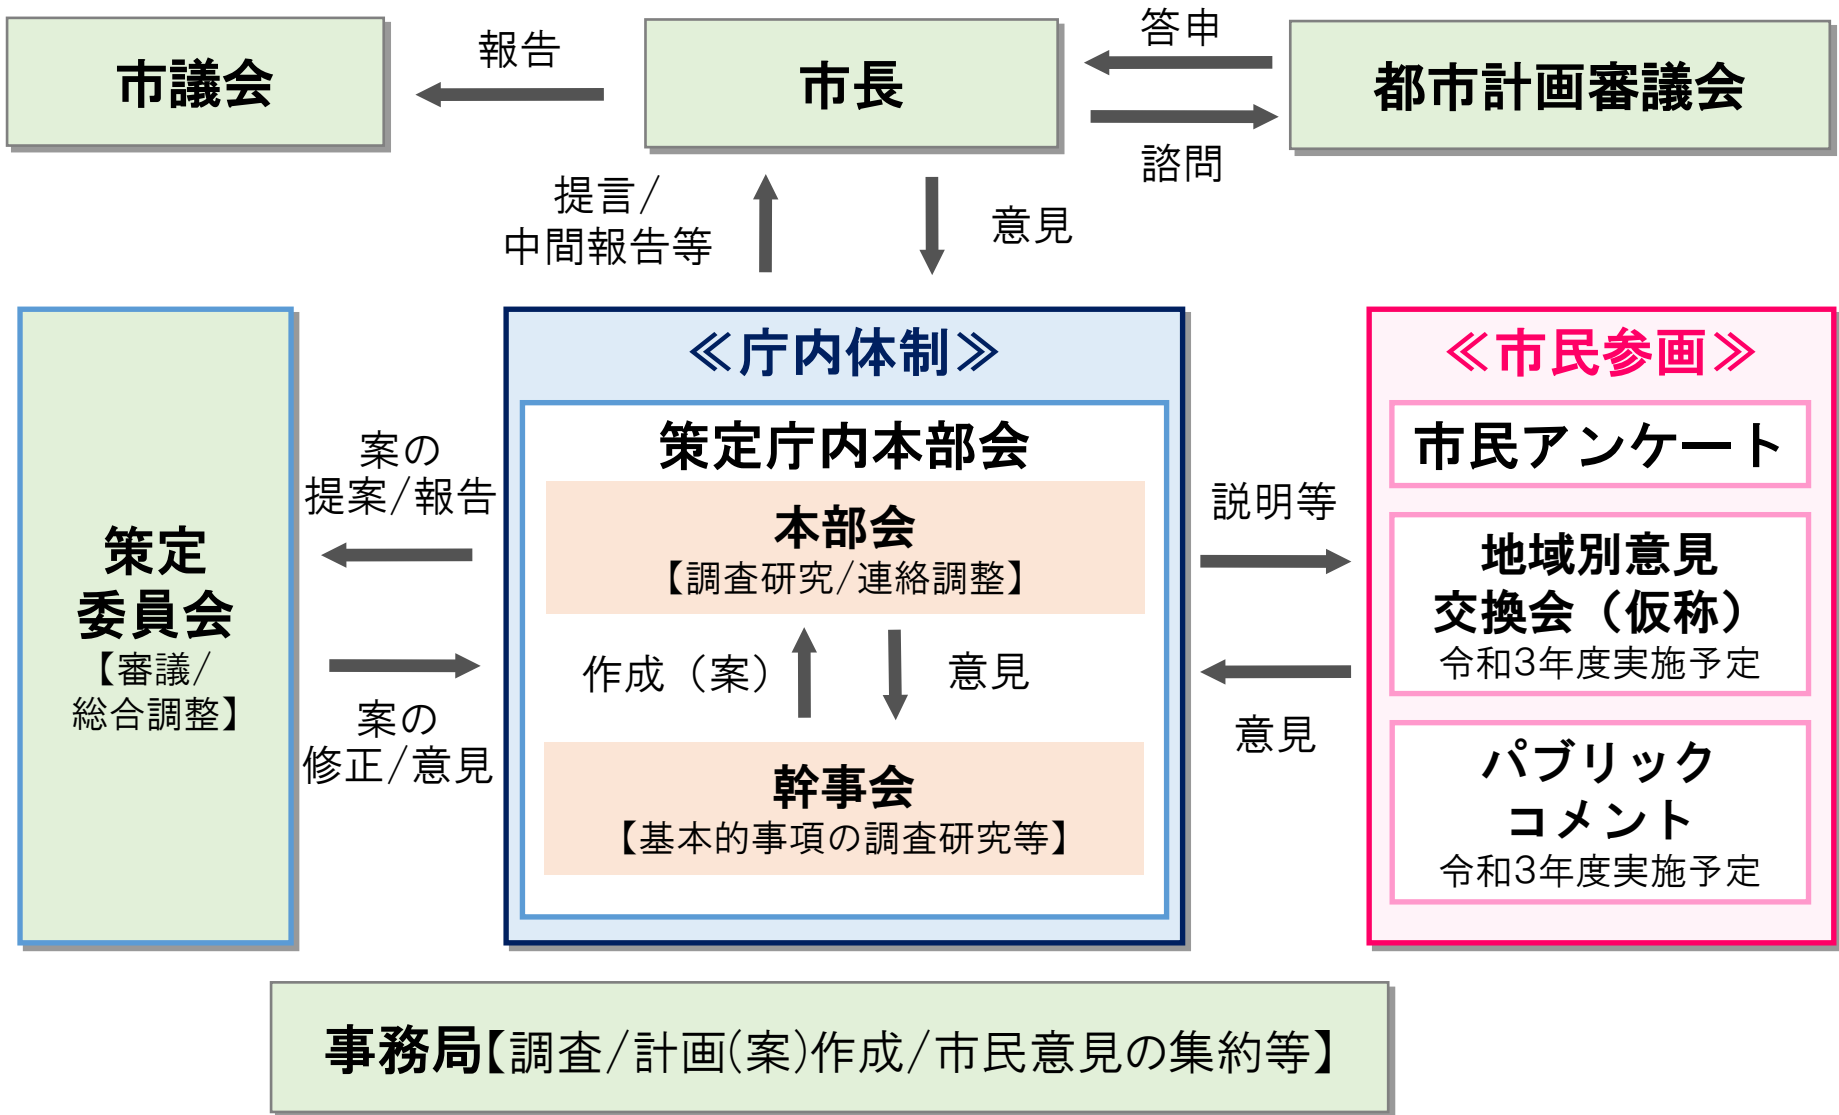 市議会
報告
市長
答申
諮問
都市計画審議会
提言/
中間報告等
意見
策定
委員会
【審議/
総合調整】
案の
提案/報告
案の
修正/意見
≪庁内体制≫
策定庁内本部会
本部会
【調査研究/連絡調整】
作成（案）
意見
幹事会
【基本的事項の調査研究等】
説明等
意見
≪市民参画≫
市民アンケート
地域別意見
交換会（仮称）
令和3年度実施予定
パブリック
コメント
令和3年度実施予定
事務局【調査/計画(案)作成/市民意見の集約等】